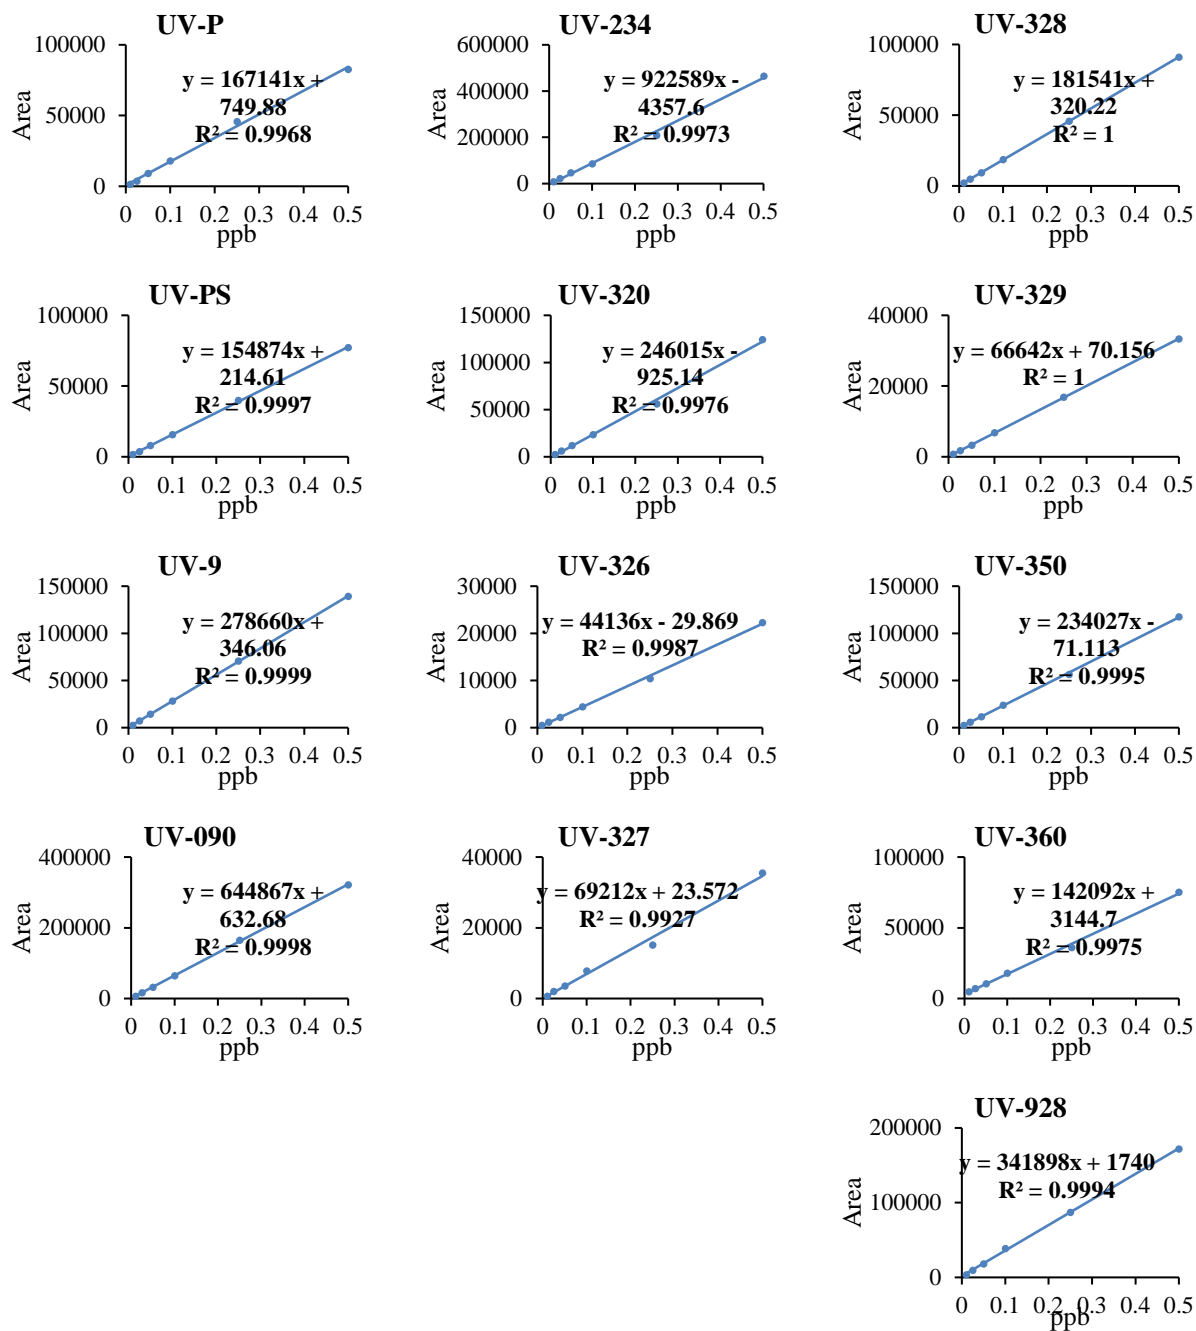 UV-P
100000
50000
0
Area
y = 167141x +
749.88
R² = 0.9968
0 0.1 0.2 0.3 0.4 0.5
ppb
UV-234
600000
400000
200000
0
Area
y = 922589x -
4357.6
R² = 0.9973
0 0.1 0.2 0.3 0.4 0.5
ppb
UV-328
100000
50000
0
Area
y = 181541x +
320.22
R² = 1
0 0.1 0.2 0.3 0.4 0.5
ppb
UV-PS
100000
50000
0
Area
y = 154874x +
214.61
R² = 0.9997
0 0.1 0.2 0.3 0.4 0.5
ppb
UV-320
150000
100000
50000
0
Area
y = 246015x -
925.14
R² = 0.9976
0 0.1 0.2 0.3 0.4 0.5
ppb
UV-329
40000
20000
0
Area
y = 66642x + 70.156
R² = 1
0 0.1 0.2 0.3 0.4 0.5
ppb
UV-9
150000
100000
50000
0
Area
y = 278660x +
346.06
R² = 0.9999
0 0.1 0.2 0.3 0.4 0.5
ppb
UV-326
30000
20000
10000
0
Area
y = 44136x - 29.869
R² = 0.9987
0 0.1 0.2 0.3 0.4 0.5
ppb
UV-350
150000
100000
50000
0
Area
y = 234027x -
71.113
R² = 0.9995
0 0.1 0.2 0.3 0.4 0.5
ppb
UV-090
400000
200000
0
Area
y = 644867x +
632.68
R² = 0.9998
0 0.1 0.2 0.3 0.4 0.5
ppb
UV-327
40000
20000
0
Area
y = 69212x + 23.572
R² = 0.9927
0 0.1 0.2 0.3 0.4 0.5
ppb
UV-360
100000
50000
0
Area
y = 142092x +
3144.7
R² = 0.9975
0 0.1 0.2 0.3 0.4 0.5
ppb
UV-928
200000
100000
0
Area
y = 341898x + 1740
R² = 0.9994
0 0.1 0.2 0.3 0.4 0.5
ppb